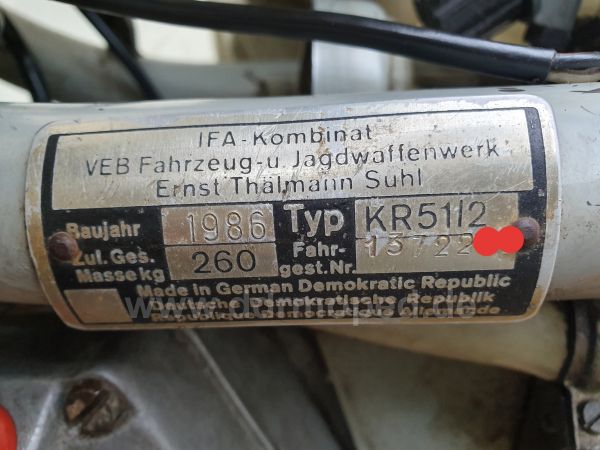 IFA-Kombinat
VEB Fahrzeug-u. Jagdwaffenwerk
Ernst Thälmann Suhl
Baujahr 1986 Typ KR51/2
Zul. Ges. Masse kg 260 Fahr-gest.Nr. 13722
Made in German Democratic Republic
Deutsche Demokratische Republik